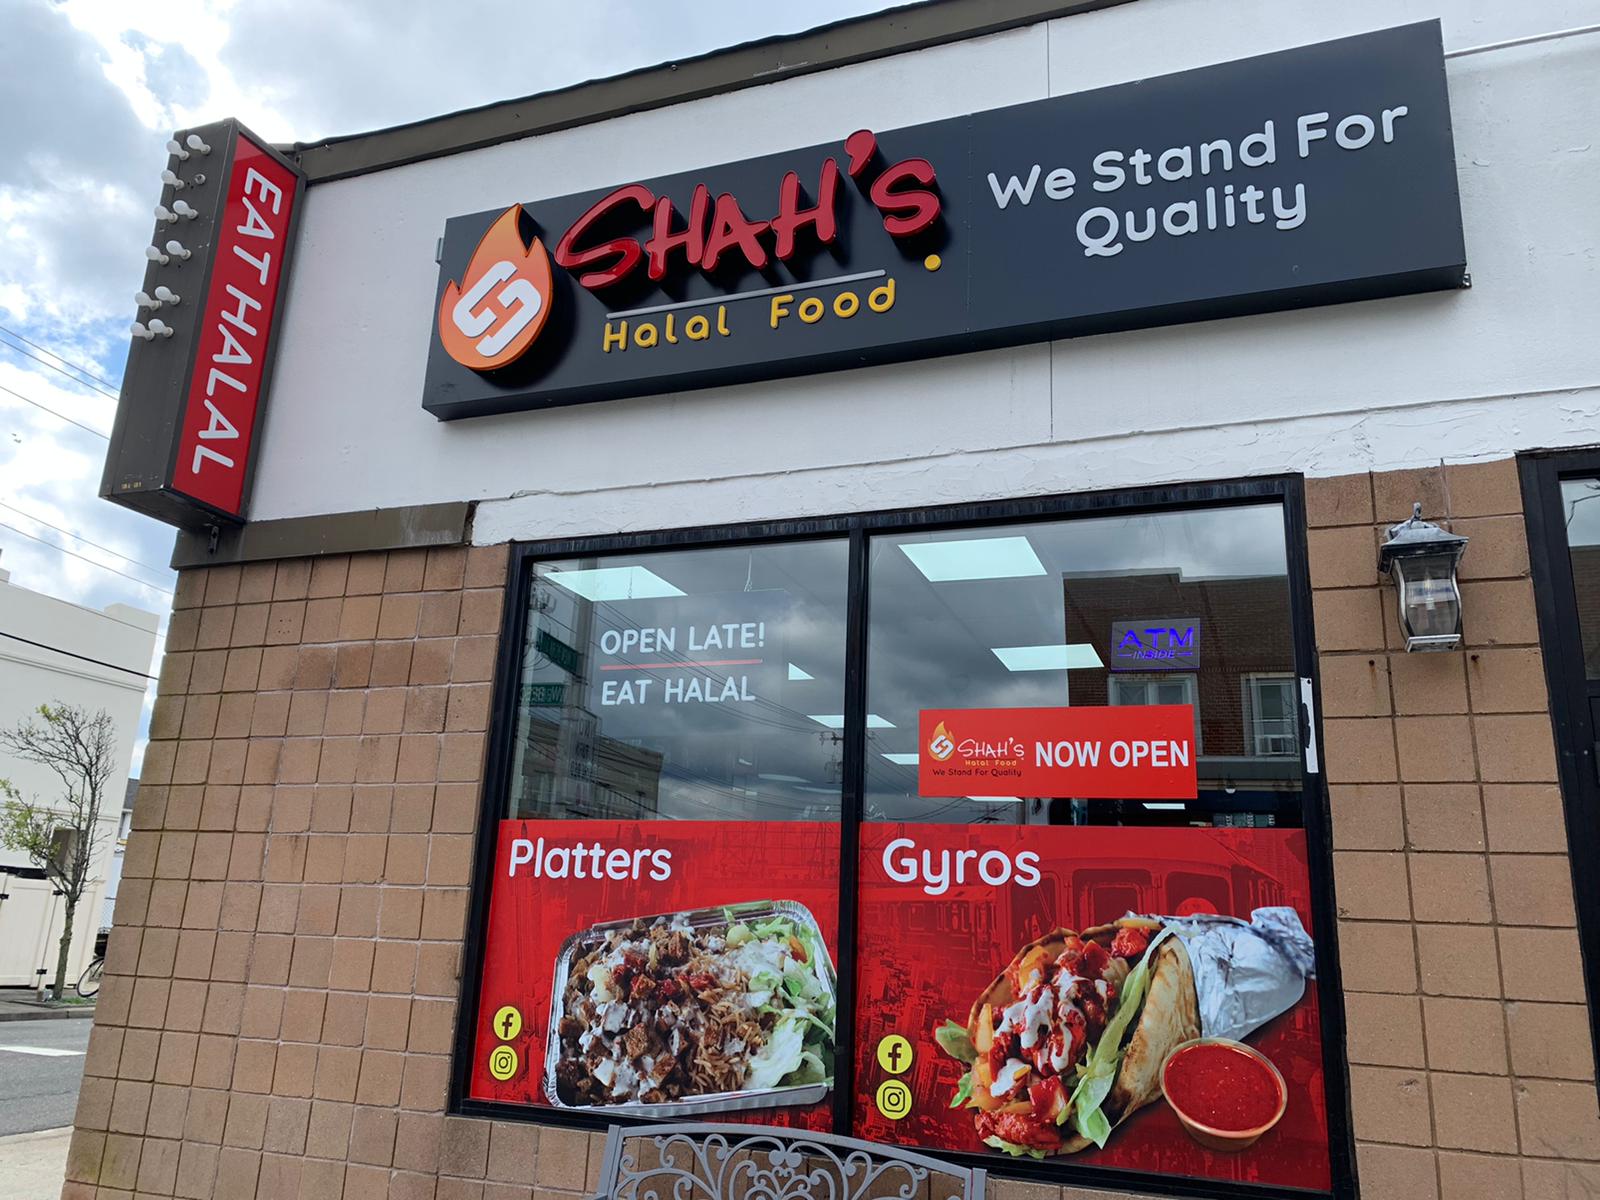 EAT HALAL
SHAH'S
Halal Food
We Stand For
Quality
OPEN LATE!
EAT HALAL
ATM
INSIDE
SHAH'S
Halal Food
We Stand For Quality
NOW OPEN
Platters
Gyros